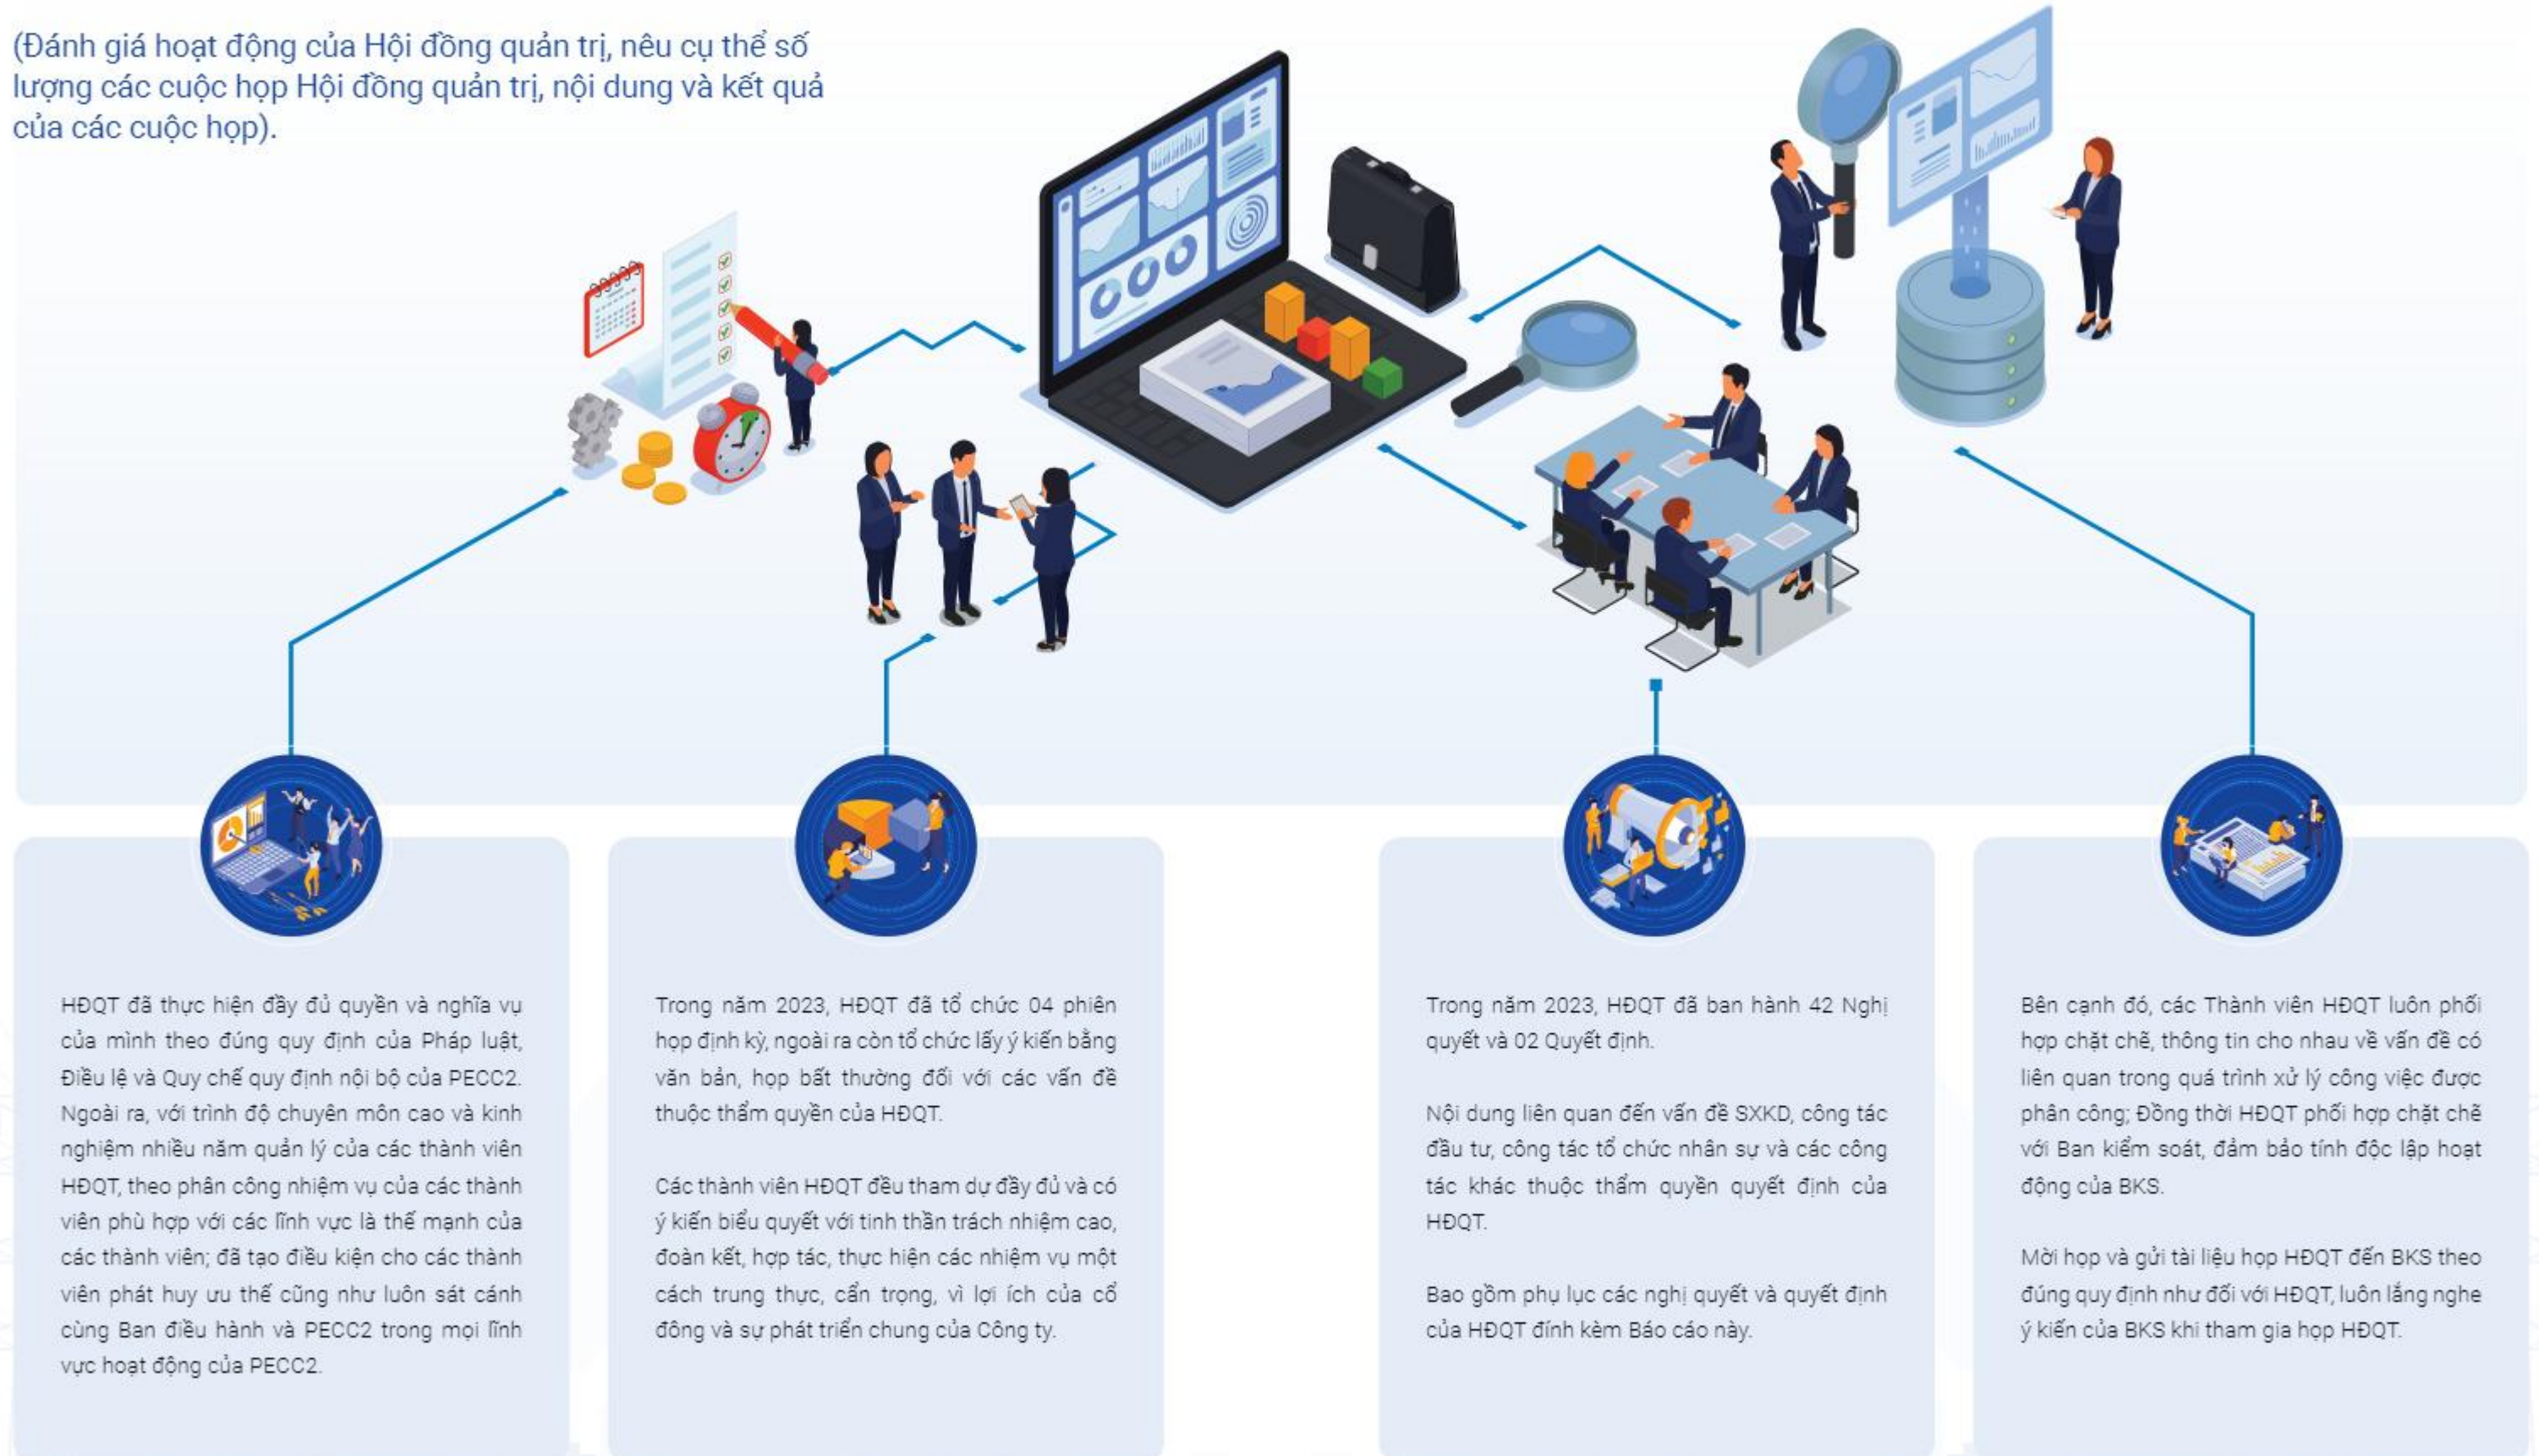 (Đánh giá hoạt động của Hội đồng quản trị, nêu cụ thể số
lượng các cuộc họp Hội đồng quản trị, nội dung và kết quả
của các cuộc họp).
HĐQT đã thực hiện đầy đủ quyền và nghĩa vụ
của mình theo đúng quy định của Pháp luật,
Điều lệ và Quy chế quy định nội bộ của PECC2.
Ngoài ra, với trình độ chuyên môn cao và kinh
nghiệm nhiều năm quản lý của các thành viên
HĐQT, theo phân công nhiệm vụ của các thành
viên phù hợp với các lĩnh vực là thế mạnh của
các thành viên; đã tạo điều kiện cho các thành
viên phát huy ưu thế cũng như luôn sát cánh
cùng Ban điều hành và PECC2 trong mọi lĩnh
vực hoạt động của PECC2.
Trong năm 2023, HĐQT đã tổ chức 04 phiên
họp định kỳ, ngoài ra còn tổ chức lấy ý kiến bằng
văn bản, họp bất thường đối với các vấn đề
thuộc thẩm quyền của HĐQT.
Các thành viên HĐQT đều tham dự đầy đủ và có
ý kiến biểu quyết với tinh thần trách nhiệm cao,
đoàn kết, hợp tác, thực hiện các nhiệm vụ một
cách trung thực, cẩn trọng, vì lợi ích của cổ
đông và sự phát triển chung của Công ty.
Trong năm 2023, HĐQT đã ban hành 42 Nghị
quyết và 02 Quyết định.
Nội dung liên quan đến vấn đề SXKD, công tác
đầu tư, công tác tổ chức nhân sự và các công
tác khác thuộc thẩm quyền quyết định của
HĐQT.
Bao gồm phụ lục các nghị quyết và quyết định
của HĐQT đính kèm Báo cáo này.
Bên cạnh đó, các Thành viên HĐQT luôn phối
hợp chặt chẽ, thông tin cho nhau về vấn đề có
liên quan trong quá trình xử lý công việc được
phân công; Đồng thời HĐQT phối hợp chặt chẽ
với Ban kiểm soát, đảm bảo tính độc lập hoạt
động của BKS.
Mời họp và gửi tài liệu họp HĐQT đến BKS theo
đúng quy định như đối với HĐQT, luôn lắng nghe
ý kiến của BKS khi tham gia họp HĐQT.